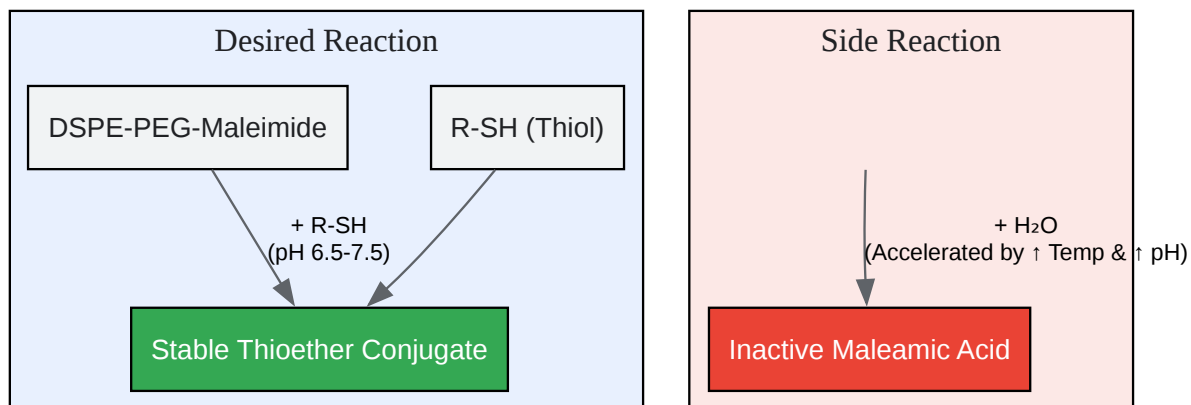 Desired Reaction
DSPE-PEG-Maleimide
R-SH (Thiol)
+ R-SH
(pH 6.5-7.5)
Stable Thioether Conjugate
Side Reaction
+ H₂O
(Accelerated by ↑ Temp & ↑ pH)
Inactive Maleamic Acid